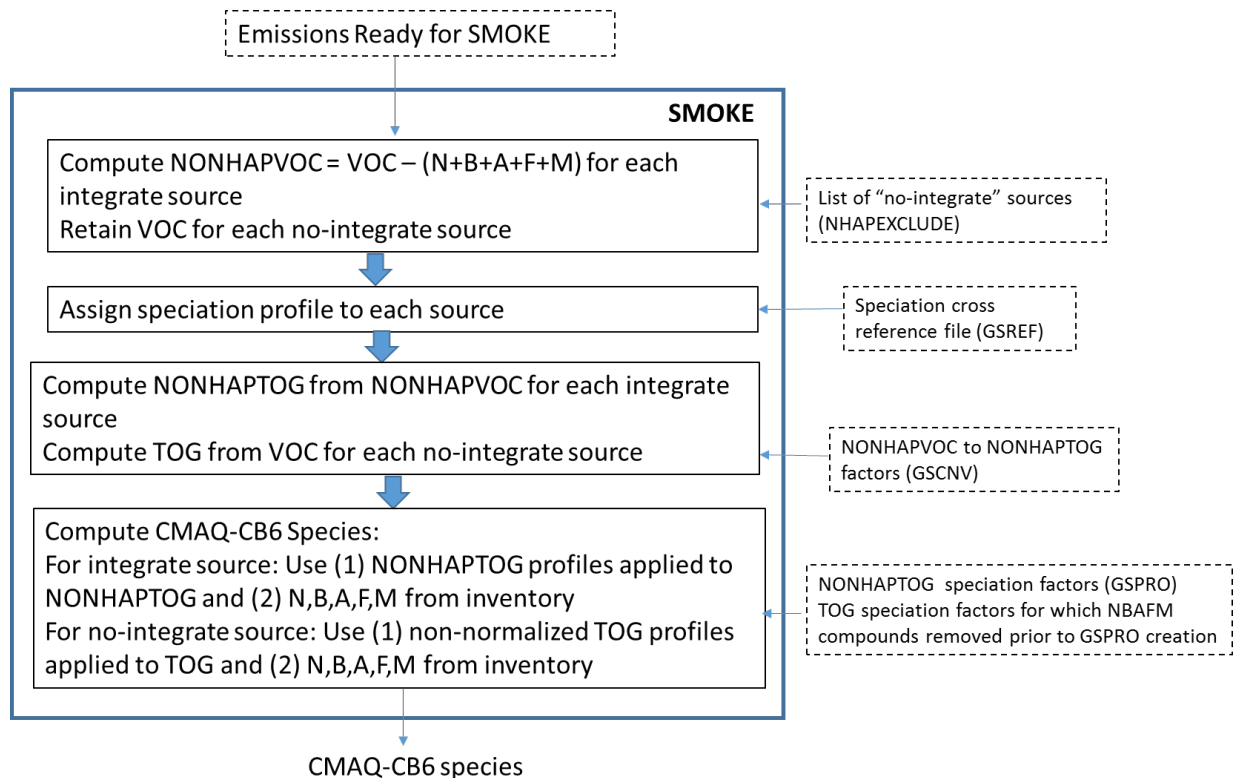 Emissions Ready for SMOKE
SMOKE
Compute NONHAPVOC = VOC – (N+B+A+F+M) for each
integrate source
Retain VOC for each no-integrate source
List of “no-integrate” sources
(NHAPEXCLUDE)
Assign speciation profile to each source
Speciation cross
reference file (GSREF)
Compute NONHAPTOG from NONHAPVOC for each integrate
source
Compute TOG from VOC for each no-integrate source
NONHAPVOC to NONHAPTOG
factors (GSCNV)
Compute CMAQ-CB6 Species:
For integrate source: Use (1) NONHAPTOG profiles applied to
NONHAPTOG and (2) N,B,A,F,M from inventory
For no-integrate source: Use (1) non-normalized TOG profiles
applied to TOG and (2) N,B,A,F,M from inventory
NONHAPTOG speciation factors (GSPRO)
TOG speciation factors for which NBAFM
compounds removed prior to GSPRO creation
CMAQ-CB6 species